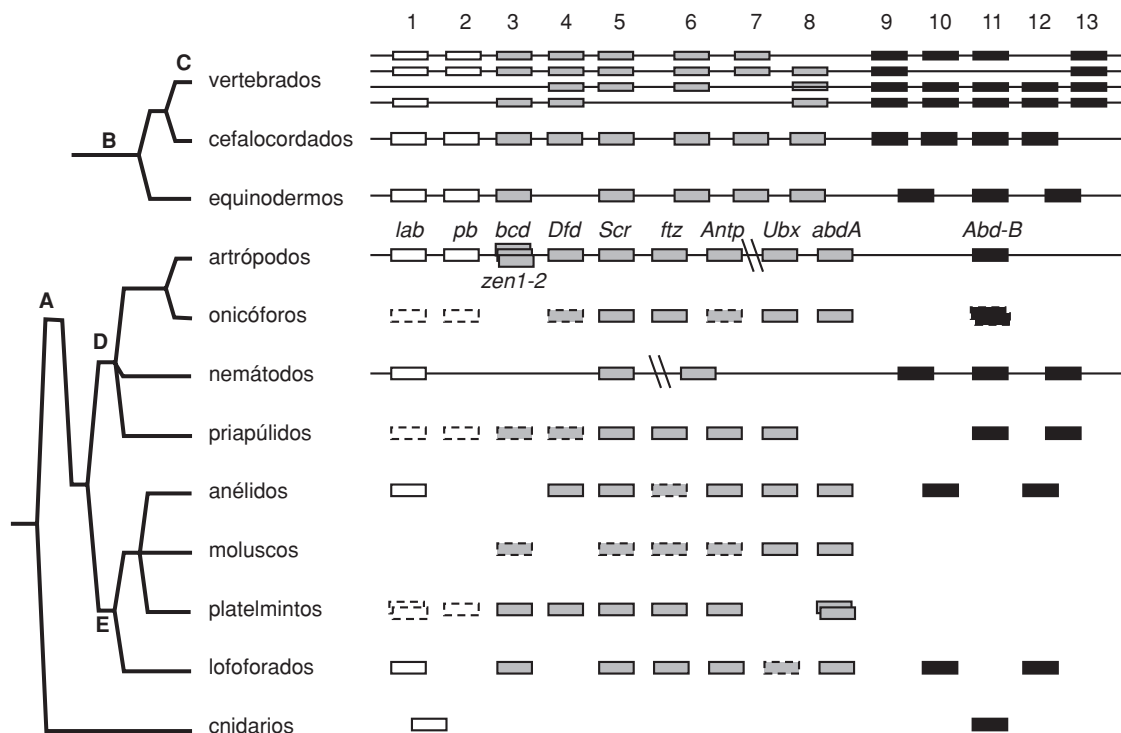 1 2 3 4 5 6 7 8 9 10 11 12 13
C
vertebrados
B
cefalocordados
equinodermos
lab pb bcd Dfd Scr ftz Antp Ubx abdA Abd-B
artrópodos
zen1-2
A
onicóforos
D
nemátodos
priapúlidos
anélidos
moluscos
platelmintos
E
lofoforados
cnidarios